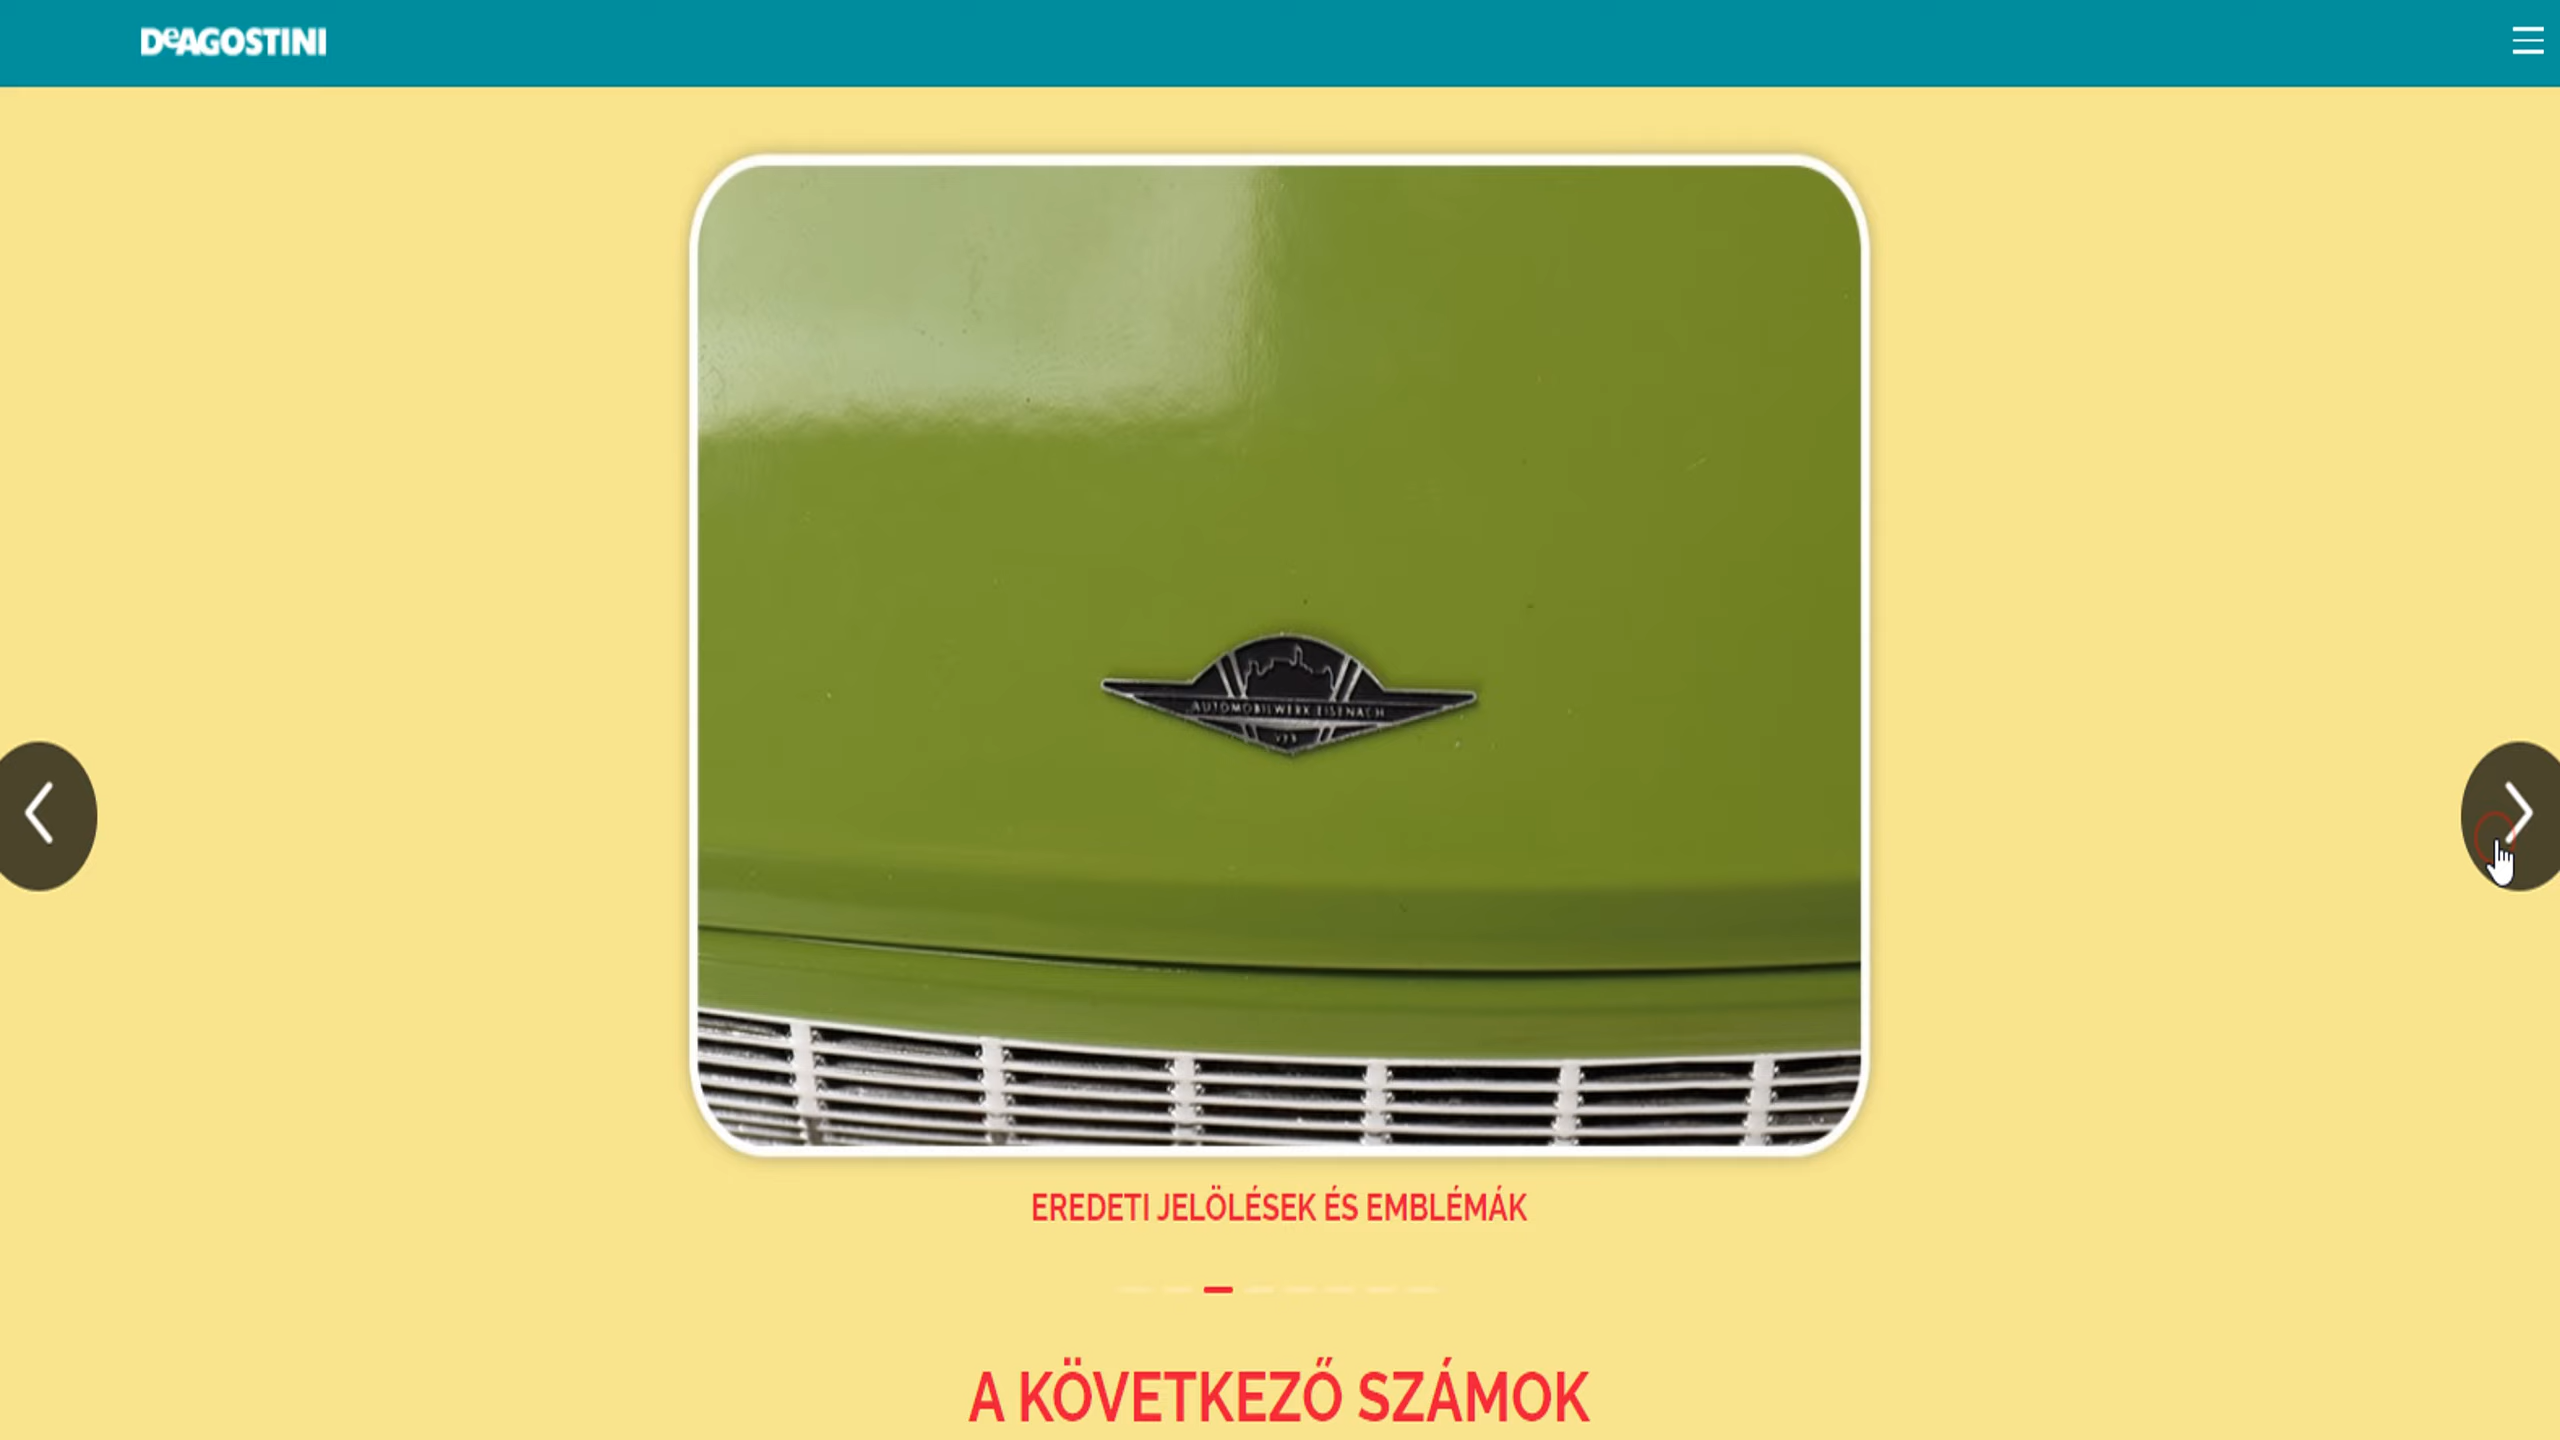 DeAGOSTINI
AUTOMOBILWERK EISENACH
EREDETI JELÖLÉSEK ÉS EMBLÉMÁK
A KÖVETKEZŐ SZÁMOK